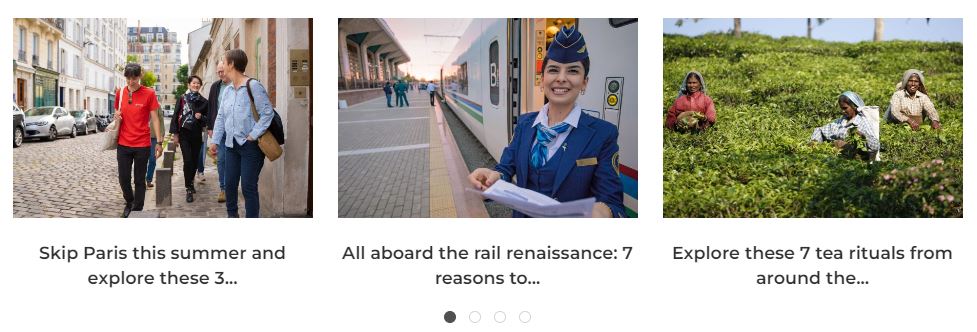 Skip Paris this summer and
explore these 3...
All aboard the rail renaissance: 7
reasons to...
Explore these 7 tea rituals from
around the...